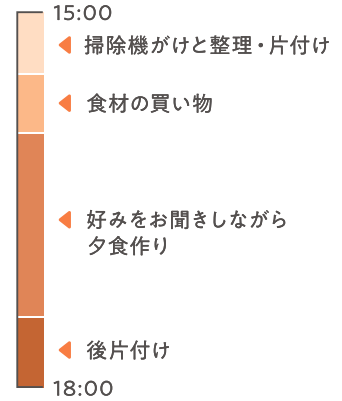 15:00
掃除機がけと整理・片付け
食材の買い物
好みをお聞きしながら
夕食作り
後片付け
18:00